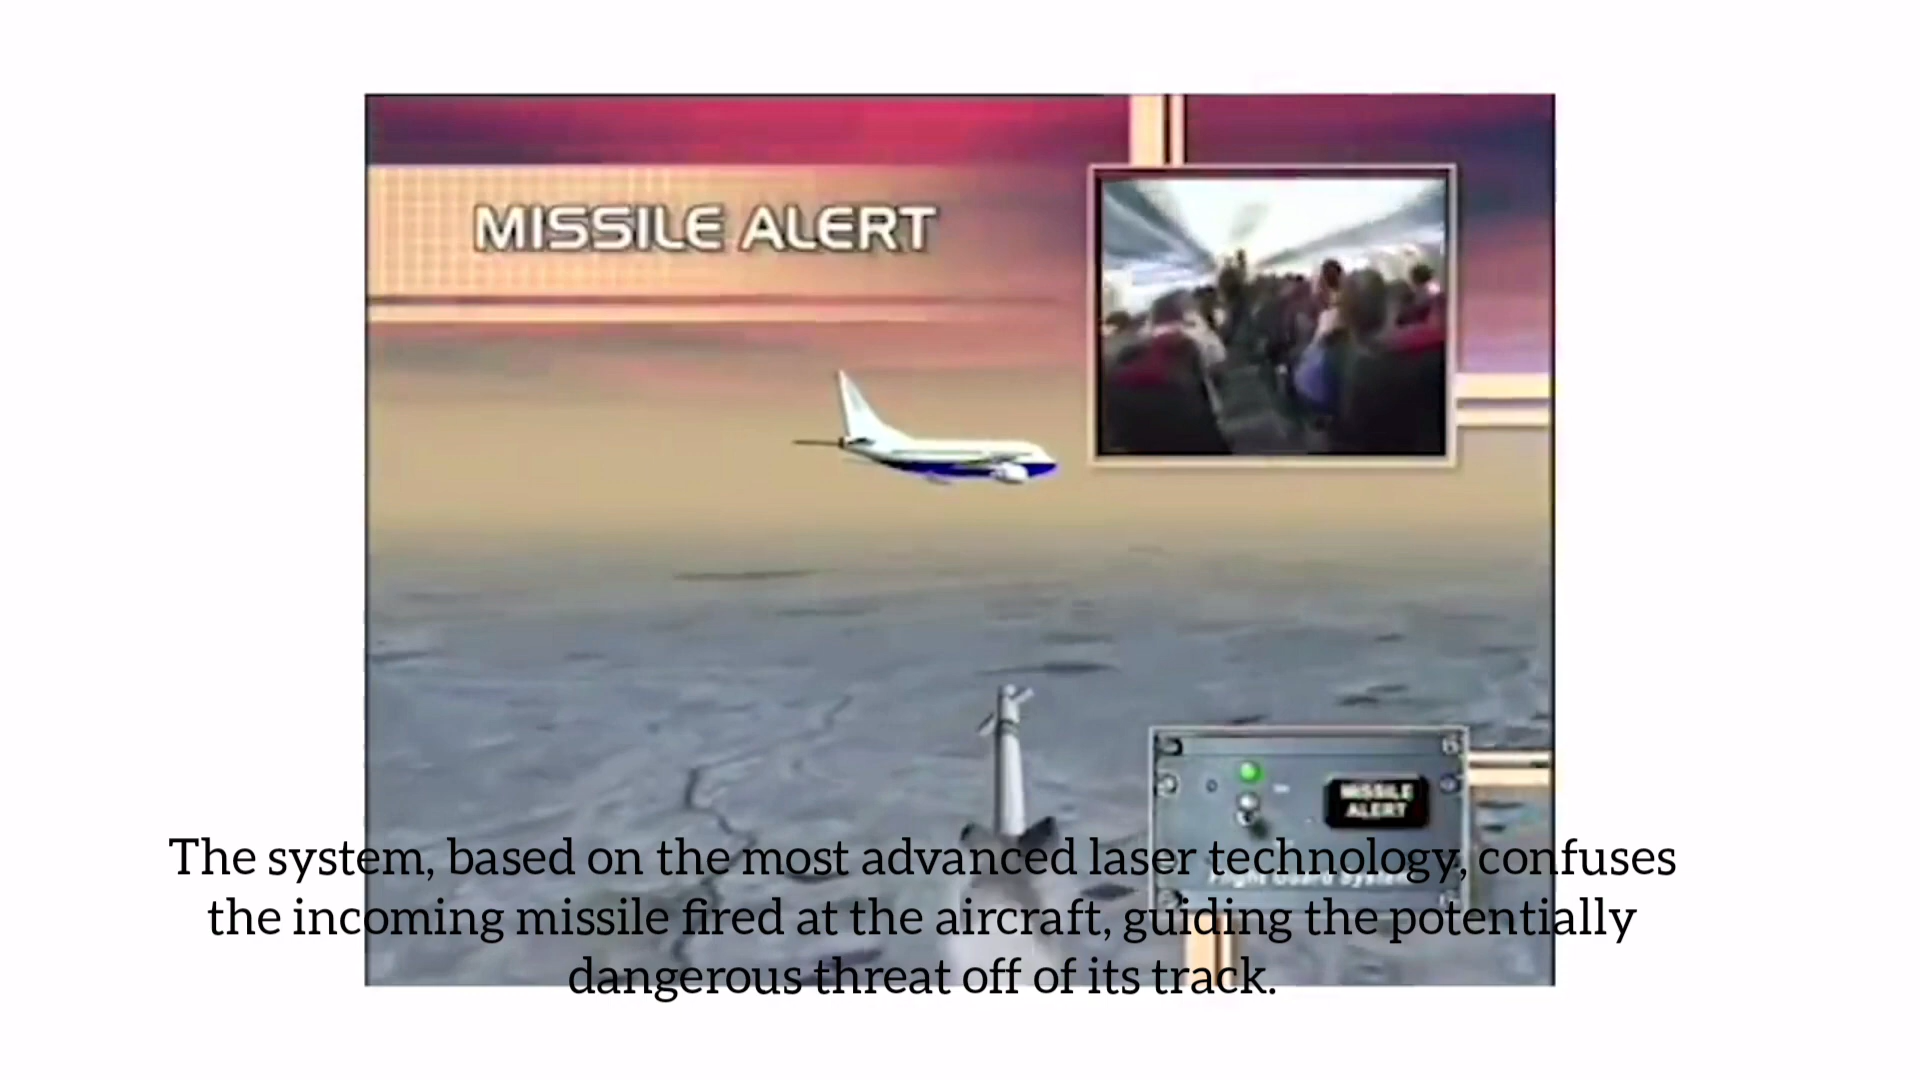 MISSILE ALERT
MISSILE
ALERT
The system, based on the most advanced laser technology, confuses
the incoming missile fired at the aircraft, guiding the potentially
dangerous threat off of its track.